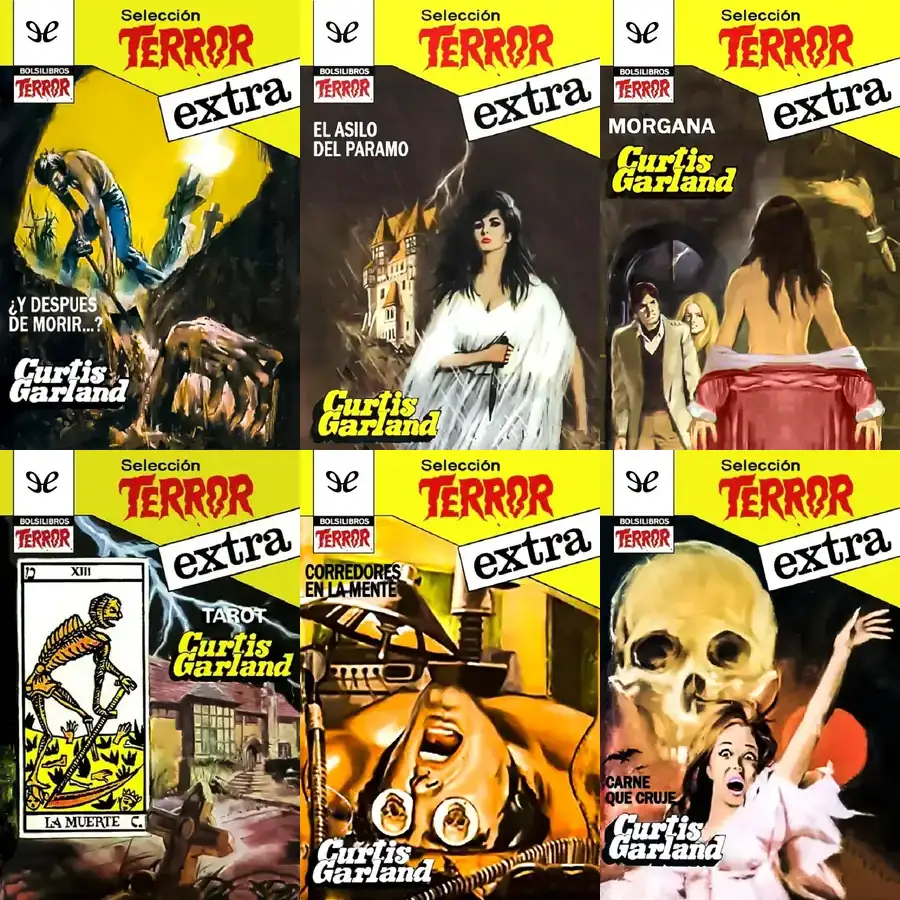 Selección
TERROR
extra
BOLSILIBROS
TERROR
¿Y DESPUES
DE MORIR...?
Curtis
Garland
Selección
TERROR
extra
BOLSILIBROS
TERROR
EL ASILO
DEL PARAMO
Curtis
Garland
Selección
TERROR
extra
BOLSILIBROS
TERROR
MORGANA
Curtis
Garland
Selección
TERROR
extra
BOLSILIBROS
TERROR
XIII
TAROT
Curtis
Garland
LA MUERTE
Selección
TERROR
extra
BOLSILIBROS
TERROR
CORREDORES
EN LA MENTE
Curtis
Garland
Selección
TERROR
extra
BOLSILIBROS
TERROR
CARNE
QUE CRUJE
Curtis
Garland